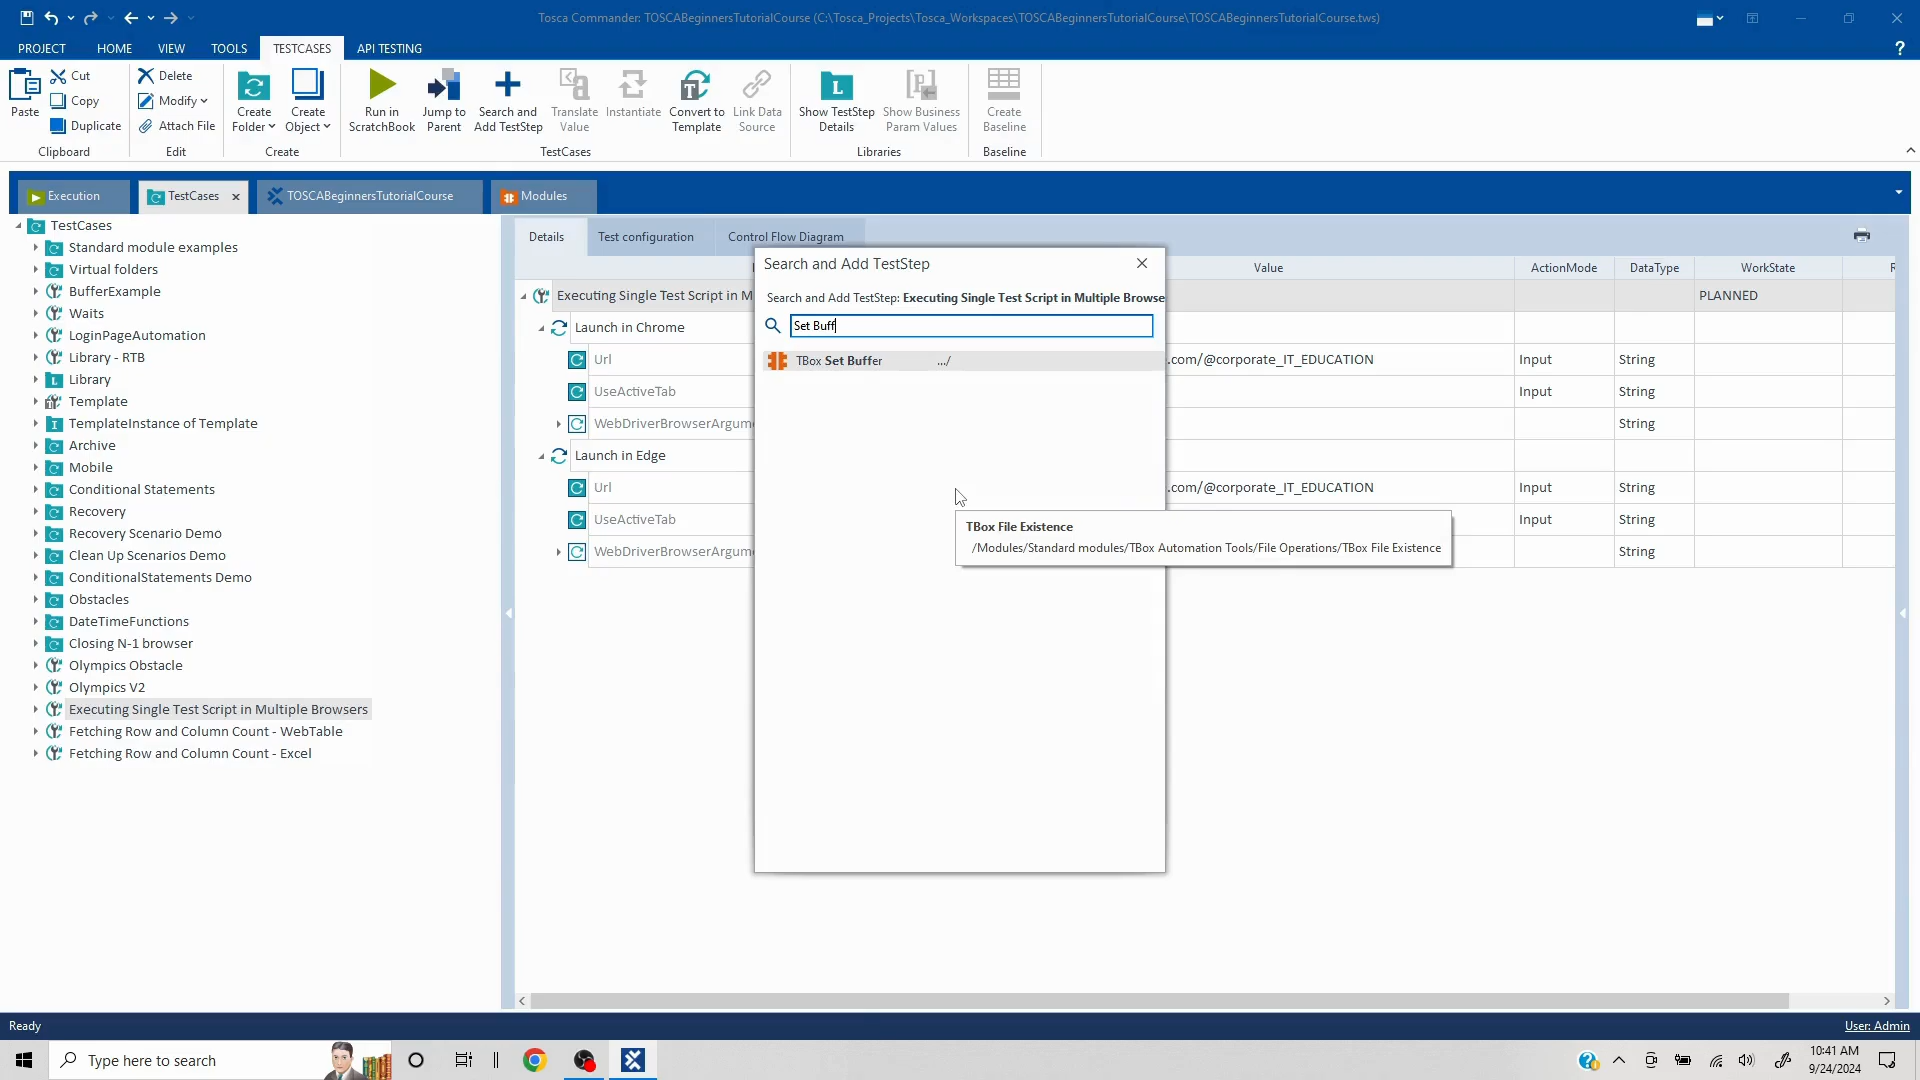 Tosca Commander: TOSCABeginnersTutorialCourse (C:\Tosca_Projects\Tosca_Workspaces\TOSCABeginnersTutorialCourse\TOSCABeginnersTutorialCourse.tws)
PROJECT HOME VIEW TOOLS TESTCASES API TESTING ?
Paste Cut Copy Duplicate
Delete Modify Attach File
Create Folder Create Object
Run in ScratchBook Jump to Parent Search and Add TestStep Translate Value Instantiate Convert to Template Link Data Source
Show TestStep Details Show Business Param Values
Create Baseline
Clipboard Edit Create TestCases Libraries Baseline
Execution TestCases x TOSCABeginnersTutorialCourse Modules
TestCases
Standard module examples
Virtual folders
BufferExample
Waits
LoginPageAutomation
Library - RTB
Library
Template
TemplateInstance of Template
Archive
Mobile
Conditional Statements
Recovery
Recovery Scenario Demo
Clean Up Scenarios Demo
ConditionalStatements Demo
Obstacles
DateTimeFunctions
Closing N-1 browser
Olympics Obstacle
Olympics V2
Executing Single Test Script in Multiple Browsers
Fetching Row and Column Count - WebTable
Fetching Row and Column Count - Excel
Details Test configuration Control Flow Diagram
Value ActionMode DataType WorkState R
Executing Single Test Script in M PLANNED
Launch in Chrome
Url .com/@corporate_IT_EDUCATION Input String
UseActiveTab Input String
WebDriverBrowserArgume String
Launch in Edge
Url .com/@corporate_IT_EDUCATION Input String
UseActiveTab Input String
WebDriverBrowserArgume String
Search and Add TestStep
Search and Add TestStep: Executing Single Test Script in Multiple Browse
Set Buff
TBox Set Buffer .../
TBox File Existence
/Modules/Standard modules/TBox Automation Tools/File Operations/TBox File Existence
Ready User: Admin
Type here to search
10:41 AM
9/24/2024